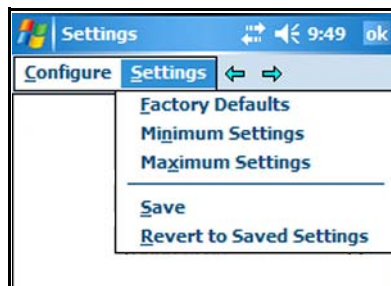 Settings 9:49 ok
Configure Settings
Factory Defaults
Minimum Settings
Maximum Settings
Save
Revert to Saved Settings